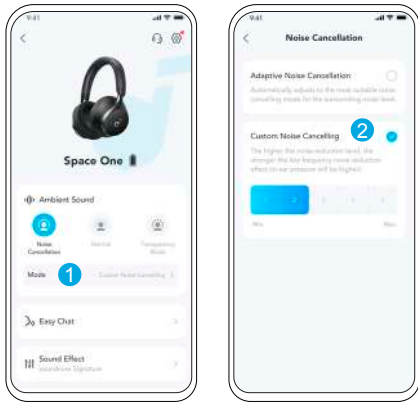 9:41
Space One
Ambient Sound
Noise
Cancellation
Normal
Transparency
Mode
Mode
1
Custom Noise Cancelling
Easy Chat
Sound Effect
soundcore Signature
9:41
Noise Cancellation
Adaptive Noise Cancellation
Automatically adjusts to the most suitable noise
cancelling mode for the surrounding noise level.
Custom Noise Cancelling
2
The higher the noise reduction level, the
stronger the low frequency noise reduction
effect (ear pressure will be higher).
2
3
4
5
Min
Max